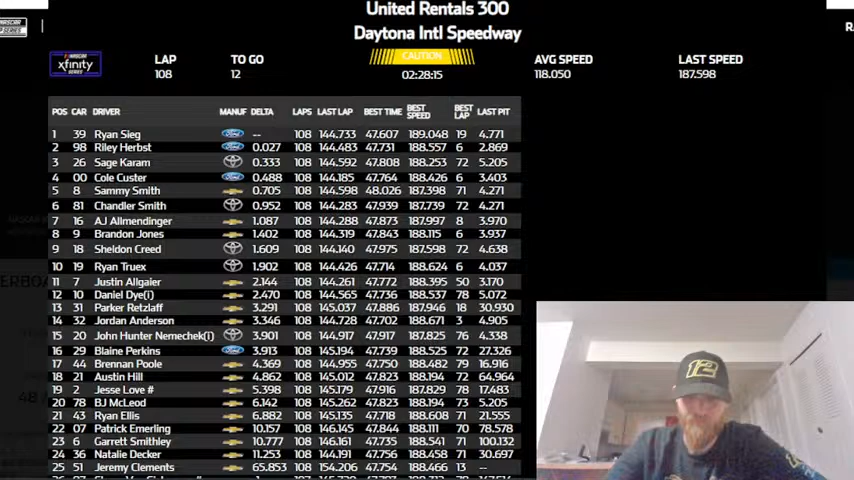 United Rentals 300
Daytona Intl Speedway
LAP TO GO CAUTION AVG SPEED LAST SPEED
NASCAR xfinity SERIES 108 12 02:28:15 118.050 187.598
POS CAR DRIVER MANUF DELTA LAPS LAST LAP BEST TIME BEST SPEED BEST LAP LAST PIT
1 39 Ryan Sieg Ford -- 108 144.733 47.607 189.048 19 4.771
2 98 Riley Herbst Ford 0.027 108 144.483 47.731 188.557 6 2.869
3 26 Sage Karam 0.333 108 144.592 47.808 188.253 72 5.205
4 00 Cole Custer Ford 0.488 108 144.185 47.764 188.426 6 3.403
5 8 Sammy Smith 0.705 108 144.598 48.026 187.398 71 4.271
6 81 Chandler Smith 0.952 108 144.283 47.939 187.739 72 4.271
7 16 AJ Allmendinger 1.087 108 144.288 47.873 187.997 8 3.970
8 9 Brandon Jones 1.402 108 144.319 47.843 188.115 6 3.937
9 18 Sheldon Creed 1.609 108 144.140 47.975 187.598 72 4.638
10 19 Ryan Truex 1.902 108 144.426 47.714 188.624 6 4.037
11 7 Justin Allgaier 2.144 108 144.261 47.772 188.395 50 3.170
12 10 Daniel Dye(i) 2.470 108 144.565 47.736 188.537 78 5.072
13 31 Parker Retzlaff 3.291 108 145.037 47.886 187.946 18 30.930
14 32 Jordan Anderson 3.346 108 144.728 47.702 188.671 3 4.905
15 20 John Hunter Nemechek(i) 3.901 108 144.917 47.917 187.825 76 4.338
16 29 Blaine Perkins Ford 3.913 108 145.194 47.739 188.525 72 27.326
17 44 Brennan Poole 4.369 108 144.955 47.750 188.482 79 16.916
18 21 Austin Hill 4.862 108 145.012 47.823 188.194 72 64.964
19 2 Jesse Love # 5.398 108 145.179 47.916 187.829 78 17.483
20 78 BJ McLeod 6.142 108 145.262 47.823 188.194 73 5.205
21 43 Ryan Ellis 6.882 108 145.135 47.718 188.608 71 21.555
22 07 Patrick Emerling 10.157 108 146.145 47.844 188.111 70 78.578
23 6 Garrett Smithley 10.777 108 146.161 47.735 188.541 71 100.132
24 36 Natalie Decker 11.253 108 144.191 47.756 188.458 71 30.697
25 51 Jeremy Clements 65.853 108 154.206 47.754 188.466 13 --
12